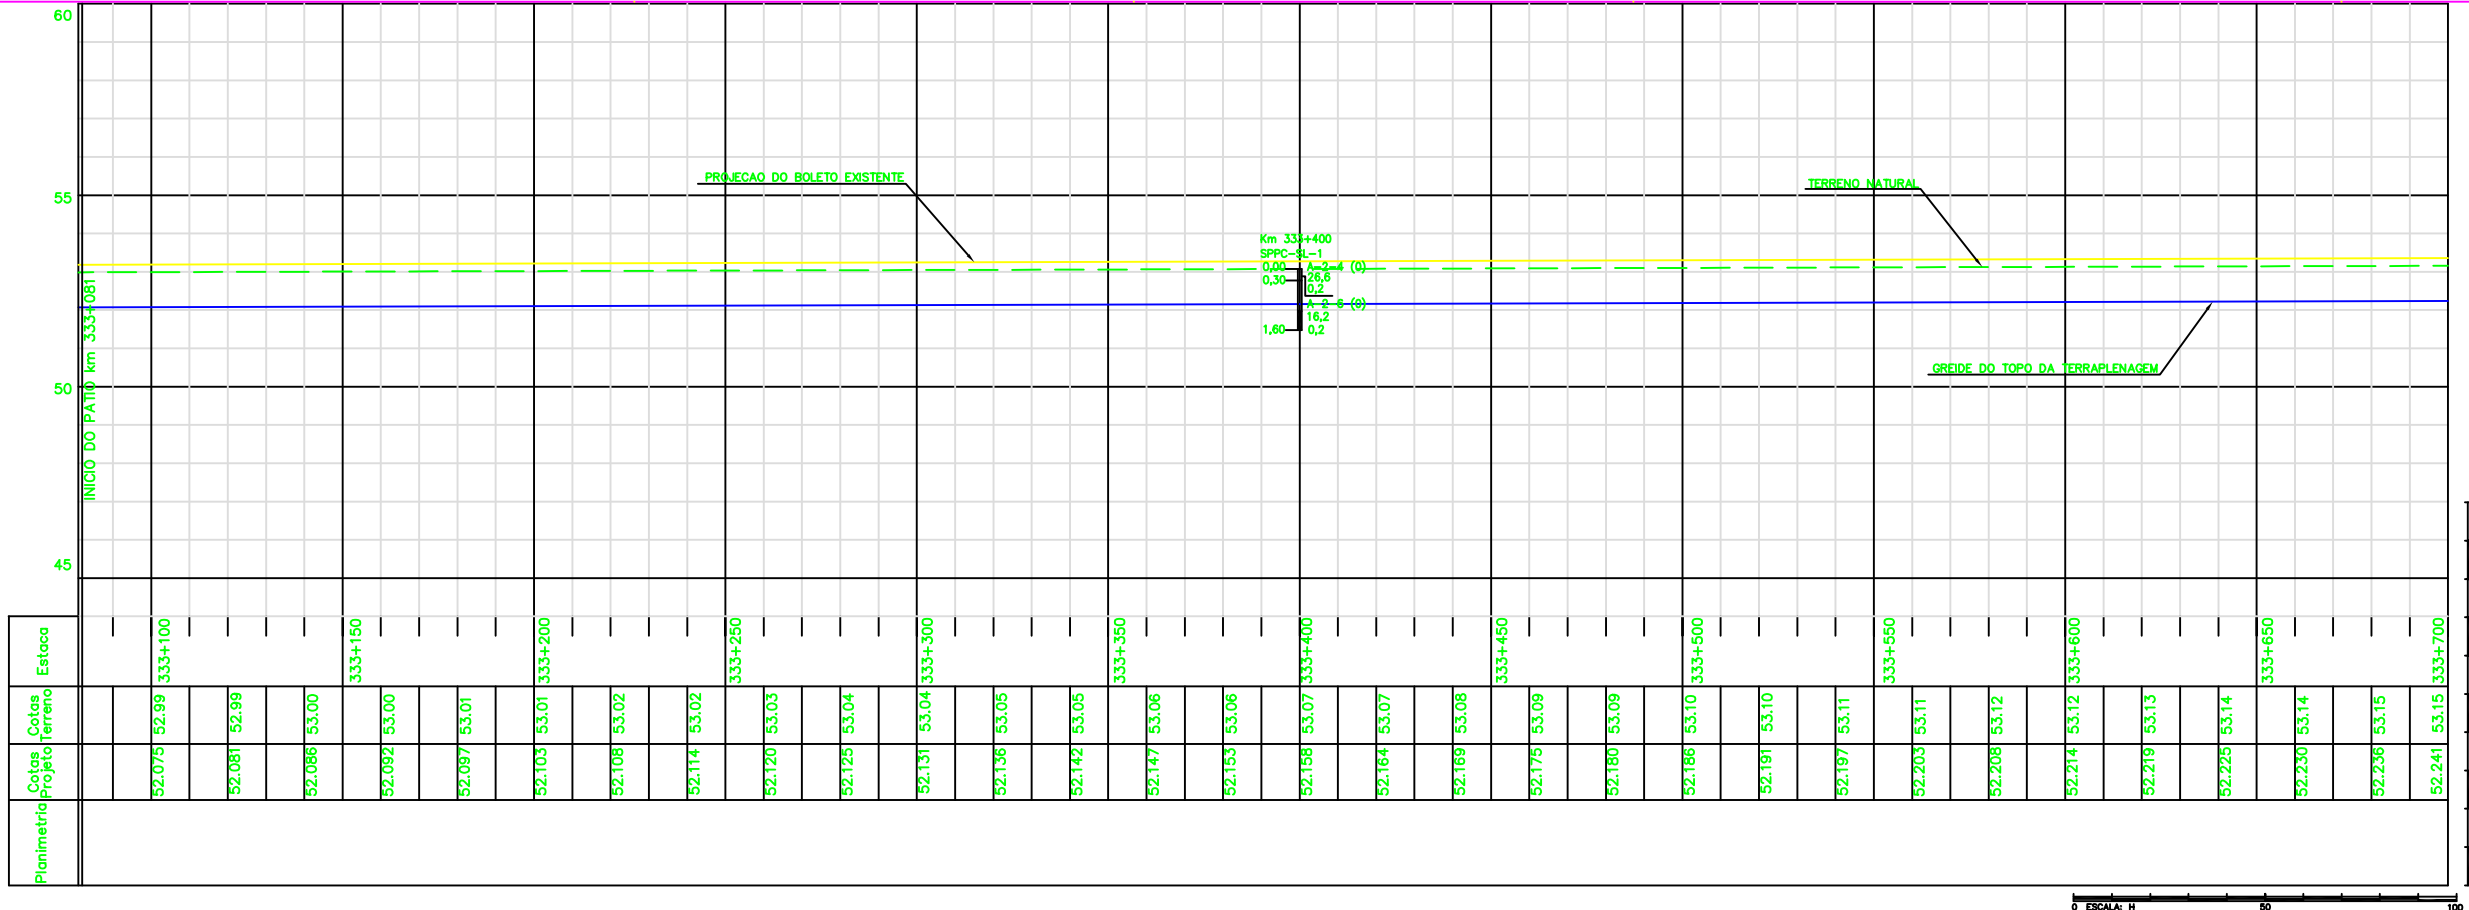 60
55
50
45
PROJECAO DO BOLETO EXISTENTE
TERRENO NATURAL
Km 333+400
SPPC-SL-1
0,00 A-2-4 (0)
0,30 26,6
0,2
A-2-6 (0)
16,2
1,60 0,2
GREIDE DO TOPO DA TERRAPLENAGEM
INICIO DO PATIO km 333+081
Estaca 333+100 333+150 333+200 333+250 333+300 333+350 333+400 333+450 333+500 333+550 333+600 333+650 333+700
Cotas Terreno 52.99 52.99 53.00 53.00 53.01 53.01 53.02 53.02 53.03 53.04 53.04 53.05 53.05 53.06 53.06 53.07 53.07 53.08 53.09 53.09 53.10 53.10 53.11 53.11 53.12 53.12 53.13 53.14 53.14 53.15 53.15
Cotas Projeto 52.075 52.081 52.086 52.092 52.097 52.103 52.108 52.114 52.120 52.125 52.131 52.136 52.142 52.147 52.153 52.158 52.164 52.169 52.175 52.180 52.186 52.191 52.197 52.203 52.208 52.214 52.219 52.225 52.230 52.236 52.241
Planimetria
0 ESCALA: H 50 100